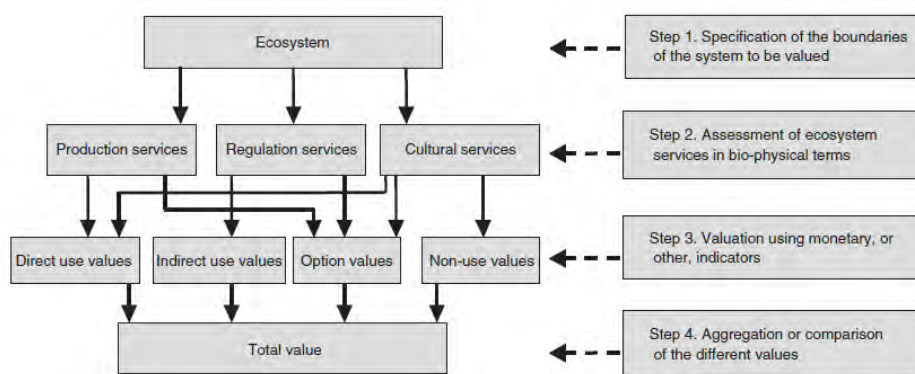 Ecosystem
Step 1. Specification of the boundaries
of the system to be valued
Production services
Regulation services
Cultural services
Step 2. Assessment of ecosystem
services in bio-physical terms
Direct use values
Indirect use values
Option values
Non-use values
Step 3. Valuation using monetary, or
other, indicators
Total value
Step 4. Aggregation or comparison
of the different values